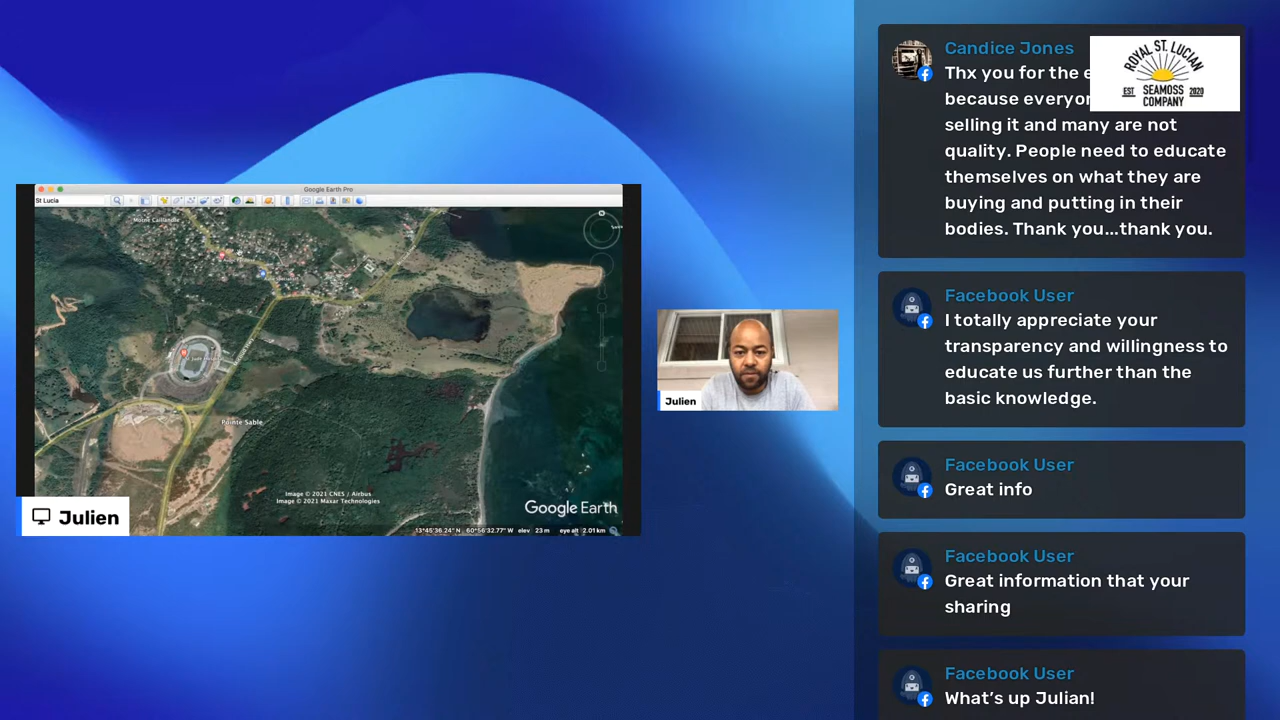 Google Earth Pro
St Lucia
Morne Caillandre
St Jude Hospital
Pointe Sable
Image © 2021 CNES / Airbus
Image © 2021 Maxar Technologies
Google Earth
13°45'36.24" N 60°56'32.77" W elev 23 m eye alt 2.01 km
Julien
Julien
Candice Jones
Thx you for the
because
selling it and many are not
quality. People need to educate
themselves on what they are
buying and putting in their
bodies. Thank you...thank you.
ROYAL ST. LUCIAN
EST SEAMOSS 2020
COMPANY
Facebook User
I totally appreciate your
transparency and willingness to
educate us further than the
basic knowledge.
Facebook User
Great info
Facebook User
Great information that your
sharing
Facebook User
What's up Julian!